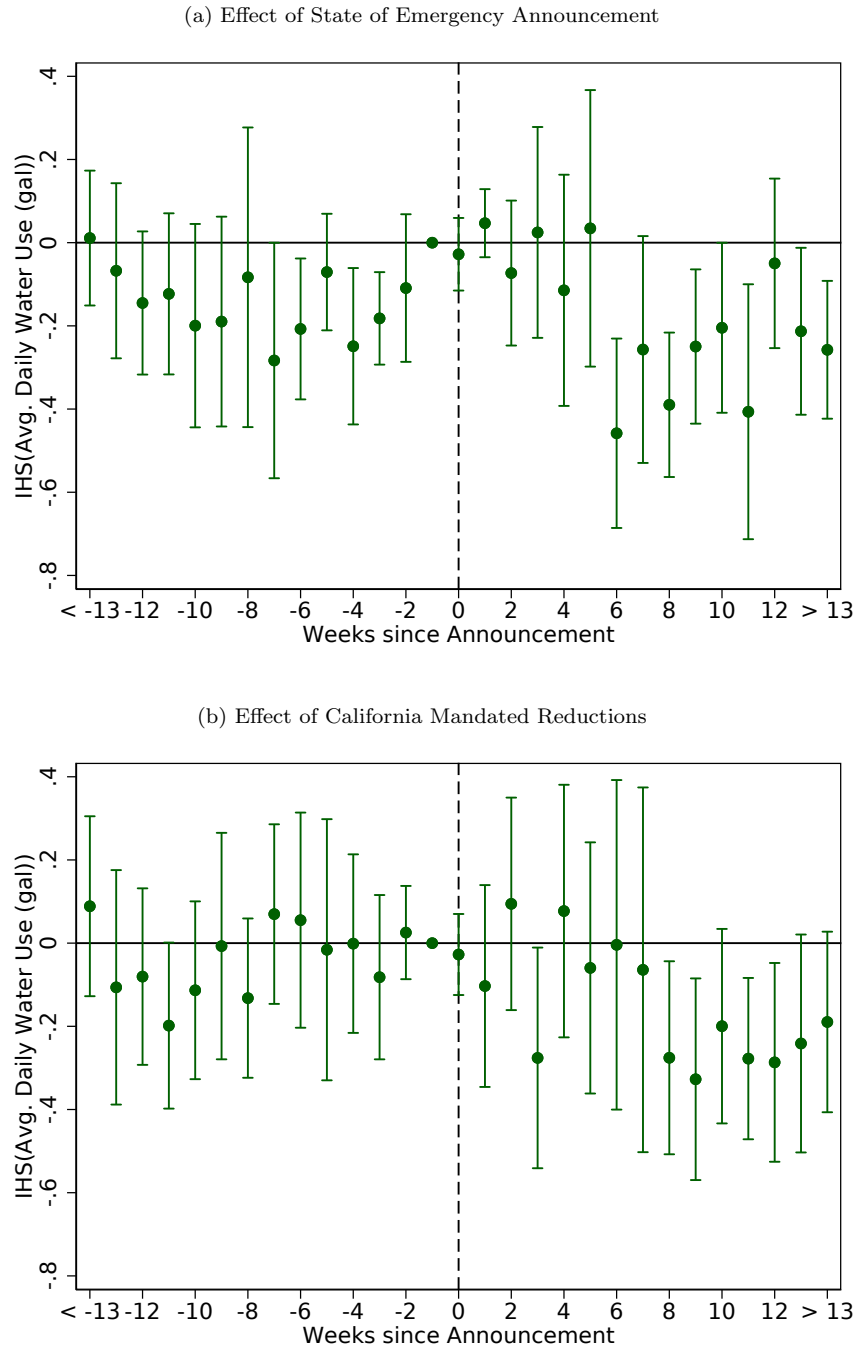 (a) Effect of State of Emergency Announcement
IHS(Avg. Daily Water Use (gal))
.4
.2
0
-.2
-.4
-.6
-.8
< -13 -12 -10 -8 -6 -4 -2 0 2 4 6 8 10 12 > 13
Weeks since Announcement
(b) Effect of California Mandated Reductions
IHS(Avg. Daily Water Use (gal))
.4
.2
0
-.2
-.4
-.6
-.8
< -13 -12 -10 -8 -6 -4 -2 0 2 4 6 8 10 12 > 13
Weeks since Announcement